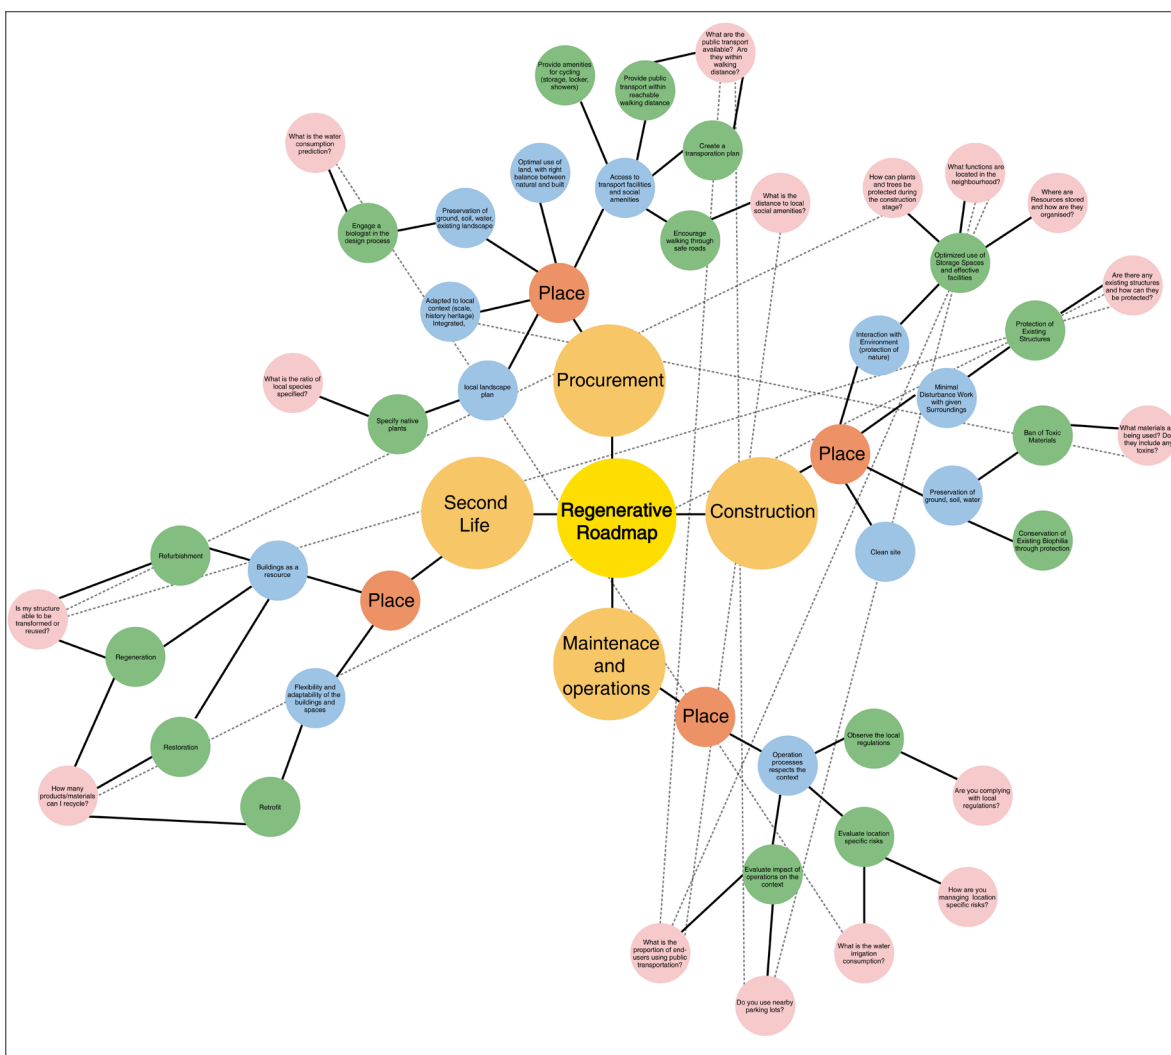 What are the
public transport
available? Are
they within
walking
distance?
Provide amenities
for cycling
(storage, locker,
showers)
Provide public
transport within
reachable
walking distance
Create a
transporation plan
What is the water
consumption
prediction?
Optimal use of
land, with right
balance between
natural and built
Access to
transport facilities
and social
amenities
What is the
distance to local
social amenities?
How can plants
and trees be
protected during
the construction
stage?
What functions are
located in the
neighbourhood?
Where are
Resources stored
and how are they
organised?
Preservation of
ground, soil, water,
existing landscape
Engage a
biologist in the
design process
Encourage
walking through
safe roads
Optimized use of
Storage Spaces
and effective
facilities
Are there any
existing structures
and how can they
be protected?
Place
Adapted to local
context (scale,
history heritage)
Integrated,
Interaction with
Environment
(protection of
nature)
Protection of
Existing
Structures
Procurement
What is the ratio of
local species
specified?
local landscape
plan
Specify native
plants
Minimal
Disturbance Work
with given
Surroundings
Ban of Toxic
Materials
What materials a
being used? Do
they include any
toxins?
Place
Second
Life
Regenerative
Roadmap
Construction
Preservation of
ground, soil, water
Clean site
Conservation of
Existing Biophilia
through protection
Refurbishment
Buildings as a
resource
Place
Is my structure
able to be
transformed or
reused?
Regeneration
Maintenace
and
operations
Flexibility and
adaptability of the
buildings and
spaces
Place
Restoration
Operation
processes
respects the
context
Observe the local
regulations
How many
products/materials
can I recycle?
Retrofil
Are you complying
with local
regulations?
Evaluate location
specific risks
Evaluate impact of
operations on the
context
How are you
managing location
specific risks?
What is the
proportion of end-
users using public
transportation?
What is the water
irrigation
consumption?
Do you use nearby
parking lots?